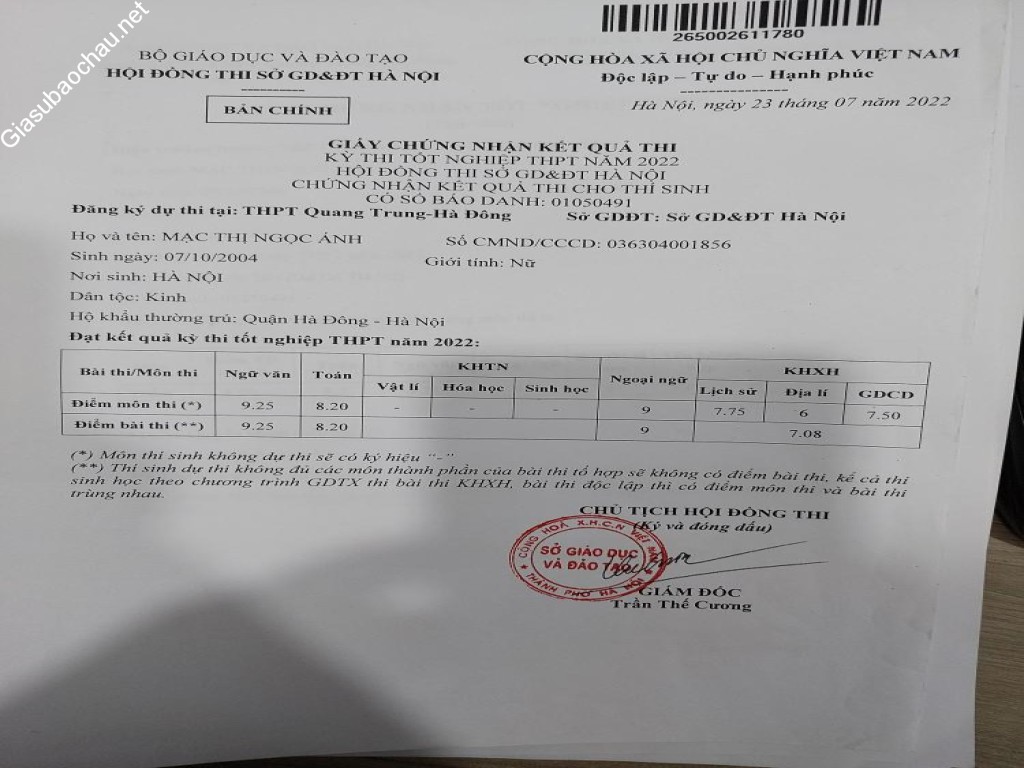 Giasubaochau.net
265002611780
BỘ GIÁO DỤC VÀ ĐÀO TẠO
HỘI ĐỒNG THI SỞ GD&ĐT HÀ NỘI
BẢN CHÍNH
CỘNG HÒA XÃ HỘI CHỦ NGHĨA VIỆT NAM
Độc lập – Tự do – Hạnh phúc
Hà Nội, ngày 23 tháng 07 năm 2022
GIẤY CHỨNG NHẬN KẾT QUẢ THI
KỲ THI TỐT NGHIỆP THPT NĂM 2022
HỘI ĐỒNG THI SỞ GD&ĐT HÀ NỘI
CHỨNG NHẬN KẾT QUẢ THI CHO THÍ SINH
CÓ SỐ BÁO DANH: 01050491
Đăng ký dự thi tại: THPT Quang Trung-Hà Đông Sở GDĐT: Sở GD&ĐT Hà Nội
Họ và tên: MẠC THỊ NGỌC ÁNH Số CMND/CCCD: 036304001856
Sinh ngày: 07/10/2004 Giới tính: Nữ
Nơi sinh: HÀ NỘI
Dân tộc: Kinh
Hộ khẩu thường trú: Quận Hà Đông - Hà Nội
Đạt kết quả kỳ thi tốt nghiệp THPT năm 2022:
Bài thi/Môn thi Ngữ văn Toán KHTN Ngoại ngữ KHXH
Vật lí Hóa học Sinh học Lịch sử Địa lí GDCD
Điểm môn thi (*) 9.25 8.20 - - - 9 7.75 6 7.50
Điểm bài thi (**) 9.25 8.20 9 7.08
(*) Môn thi sinh không dự thi sẽ có ký hiệu “-”
(**) Thí sinh dự thi không đủ các môn thành phần của bài thi tổ hợp sẽ không có điểm bài thi, kể cả thí
sinh học theo chương trình GDTX thi bài thi KHXH, bài thi độc lập thì có điểm môn thi và bài thi
trùng nhau.
CHỦ TỊCH HỘI ĐỒNG THI
(Ký và đóng dấu)
CỘNG HOÀ X.H.C.N VIỆT NAM
SỞ GIÁO DỤC
VÀ ĐÀO TẠO
THÀNH PHỐ HÀ NỘI
GIÁM ĐỐC
Trần Thế Cương